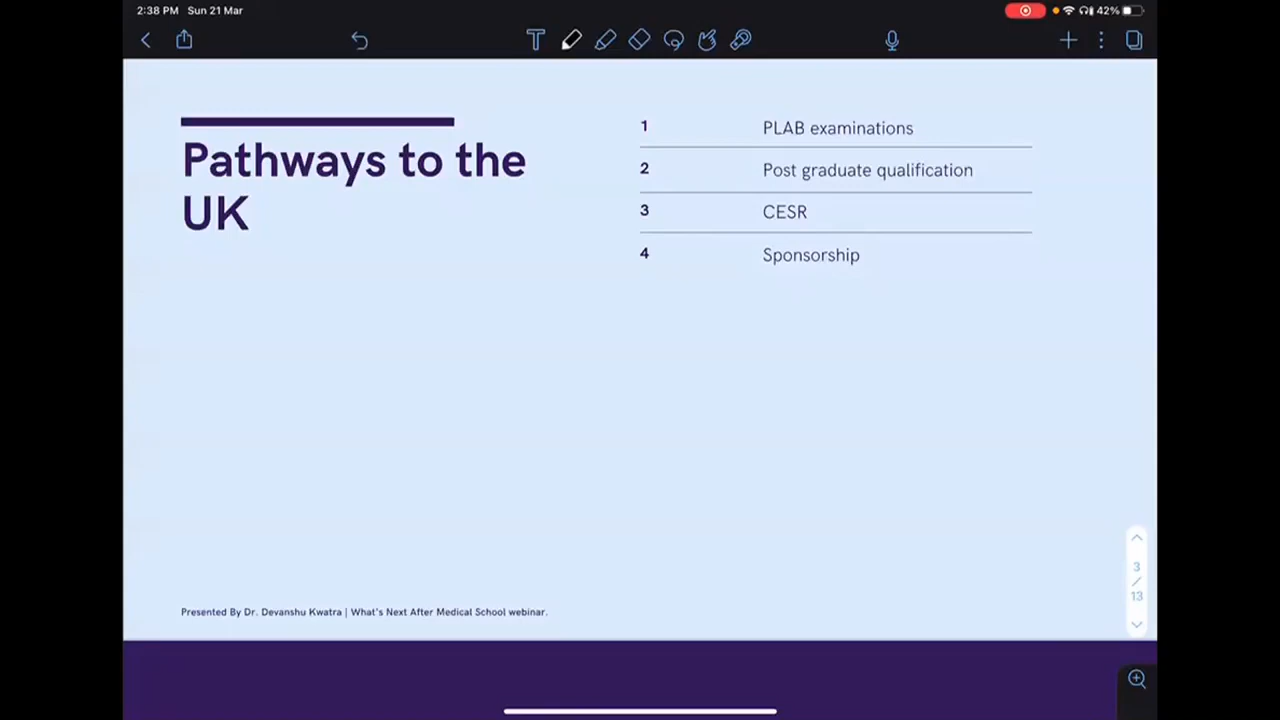 2:38 PM Sun 21 Mar
42%
Pathways to the
UK
1 PLAB examinations
2 Post graduate qualification
3 CESR
4 Sponsorship
3
/
13
Presented By Dr. Devanshu Kwatra | What's Next After Medical School webinar.